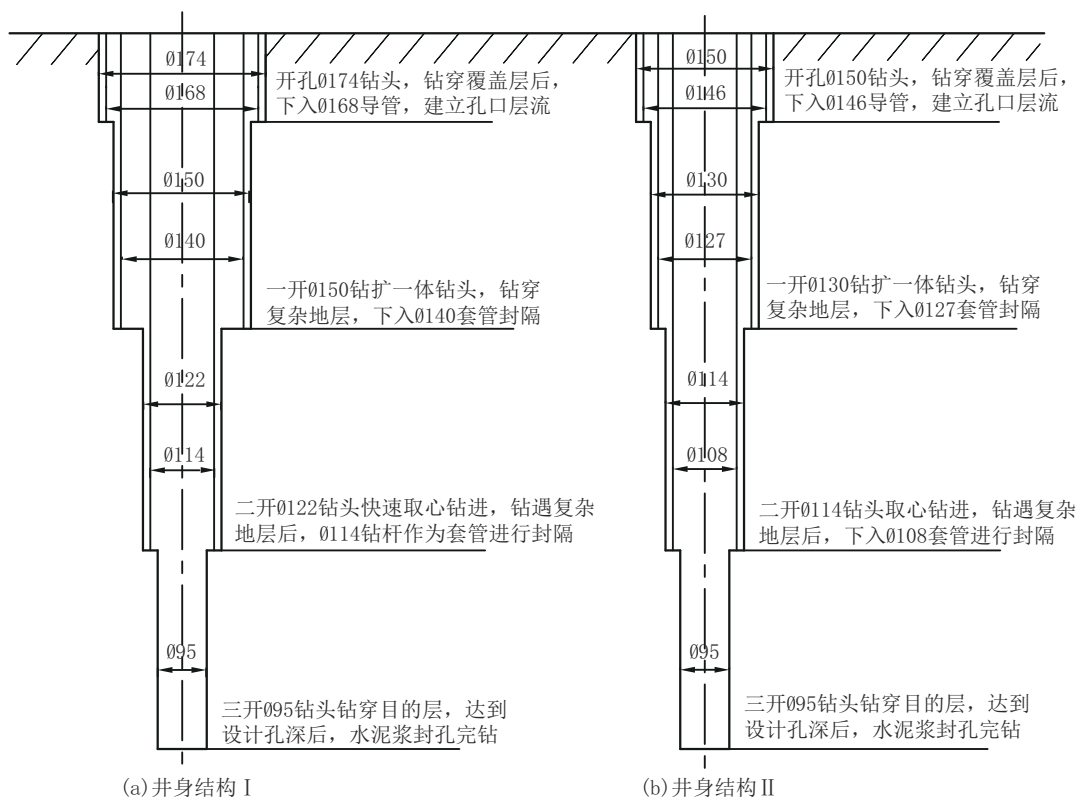 Ø174
Ø168
开孔Ø174钻头，钻穿覆盖层后，
下入Ø168导管，建立孔口层流
Ø150
Ø140
一开Ø150钻扩一体钻头，钻穿
复杂地层，下入Ø140套管封隔
Ø122
Ø114
二开Ø122钻头快速取心钻进，钻遇复杂
地层后，Ø114钻杆作为套管进行封隔
Ø95
三开Ø95钻头钻穿目的层，达到
设计孔深后，水泥浆封孔完钻
(a)井身结构Ⅰ
Ø150
Ø146
开孔Ø150钻头，钻穿覆盖层后，
下入Ø146导管，建立孔口层流
Ø130
Ø127
一开Ø130钻扩一体钻头，钻穿
复杂地层，下入Ø127套管封隔
Ø114
Ø108
二开Ø114钻头取心钻进，钻遇复杂
地层后，下入Ø108套管进行封隔
Ø95
三开Ø95钻头钻穿目的层，达到
设计孔深后，水泥浆封孔完钻
(b)井身结构Ⅱ